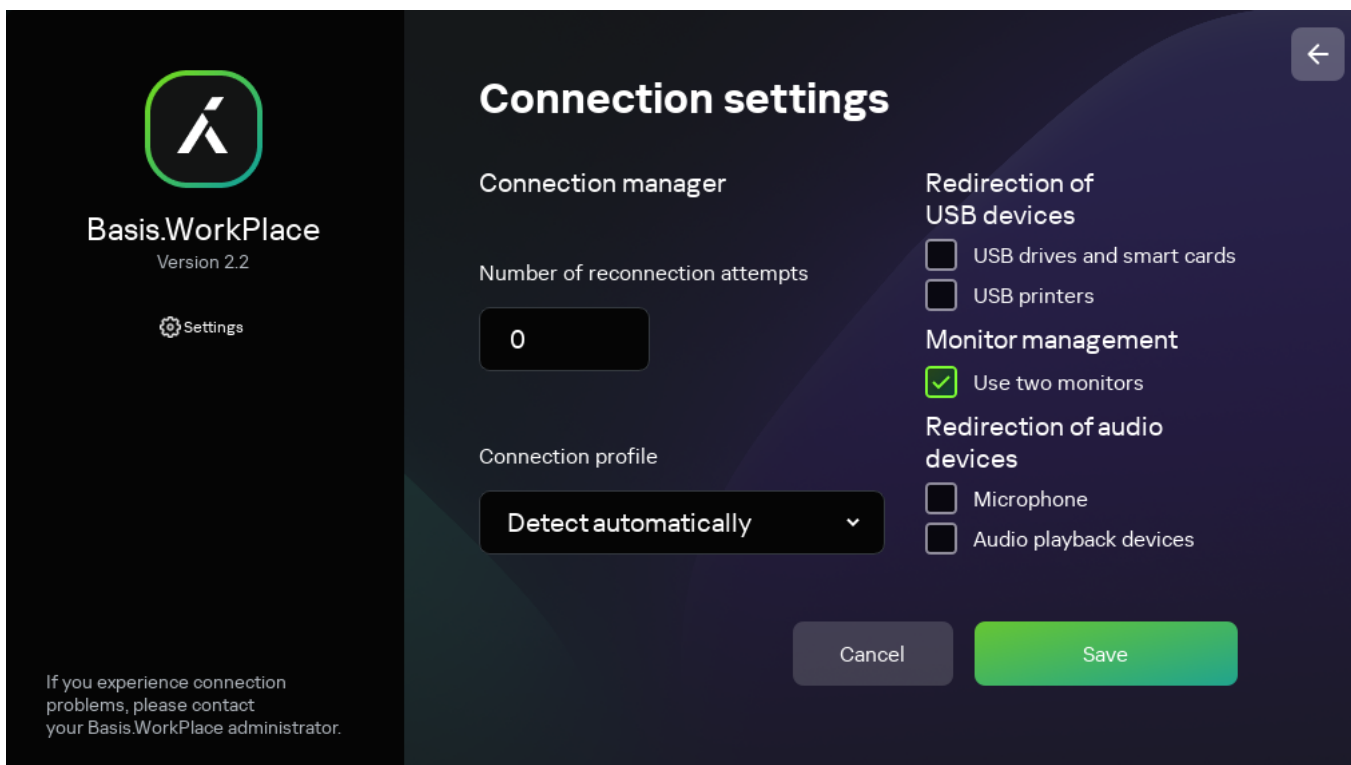 Basis.WorkPlace
Version 2.2
Settings
If you experience connection
problems, please contact
your Basis.WorkPlace administrator.
Connection settings
Connection manager
Number of reconnection attempts
0
Connection profile
Detect automatically
Redirection of
USB devices
USB drives and smart cards
USB printers
Monitor management
Use two monitors
Redirection of audio
devices
Microphone
Audio playback devices
Cancel
Save